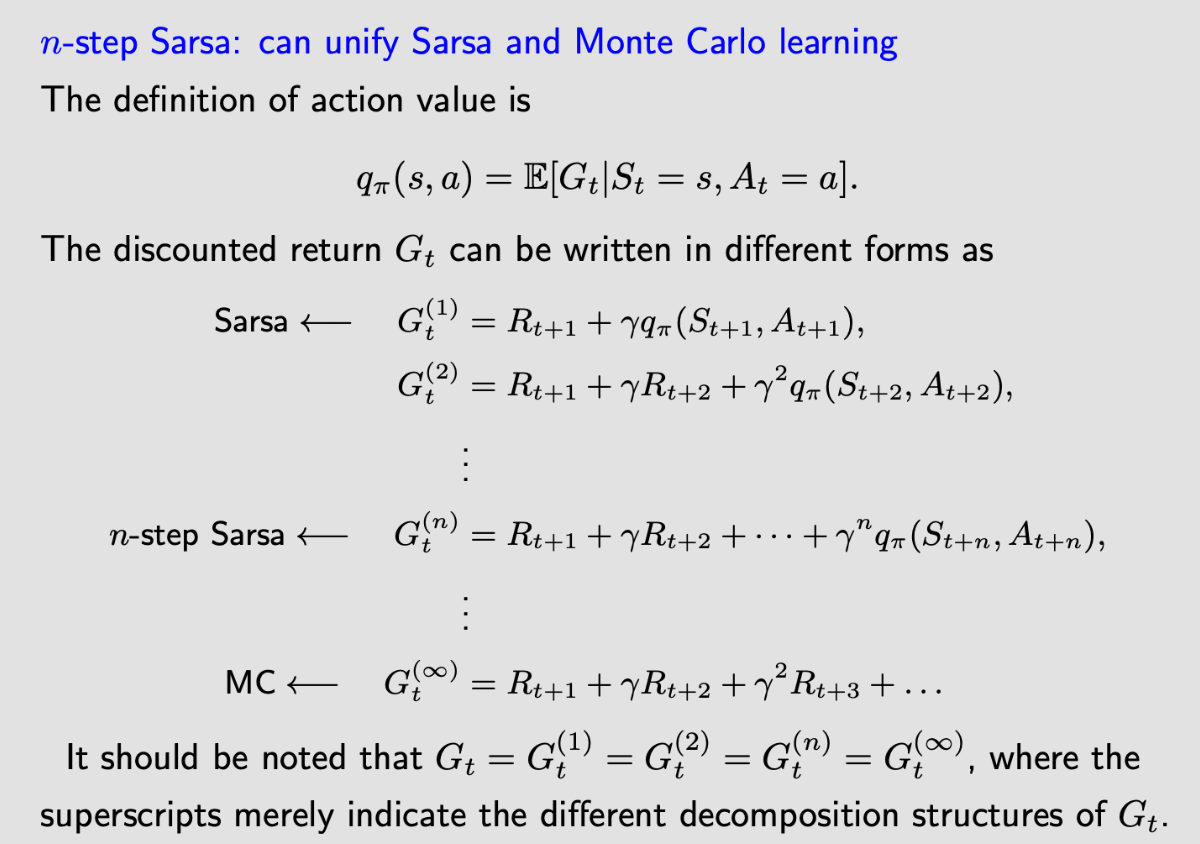 n-step Sarsa: can unify Sarsa and Monte Carlo learning
The definition of action value is
$q_\pi(s, a) = \mathbb{E}[G_t | S_t = s, A_t = a].$
The discounted return $G_t$ can be written in different forms as
Sarsa ⟵ $G_t^{(1)} = R_{t+1} + \gamma q_\pi(S_{t+1}, A_{t+1}),$
$G_t^{(2)} = R_{t+1} + \gamma R_{t+2} + \gamma^2 q_\pi(S_{t+2}, A_{t+2}),$
⋮
n-step Sarsa ⟵ $G_t^{(n)} = R_{t+1} + \gamma R_{t+2} + \cdots + \gamma^n q_\pi(S_{t+n}, A_{t+n}),$
⋮
MC ⟵ $G_t^{(\infty)} = R_{t+1} + \gamma R_{t+2} + \gamma^2 R_{t+3} + \ldots$
It should be noted that $G_t = G_t^{(1)} = G_t^{(2)} = G_t^{(n)} = G_t^{(\infty)}$, where the
superscripts merely indicate the different decomposition structures of $G_t$.